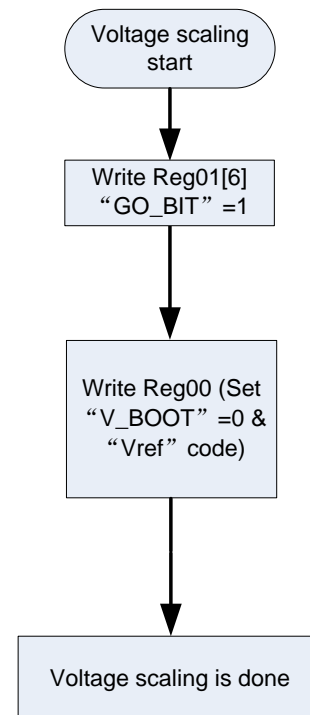 Voltage scaling
start
Write Reg01[6]
“GO_BIT” =1
Write Reg00 (Set
“V_BOOT” =0 &
“Vref” code)
Voltage scaling is done